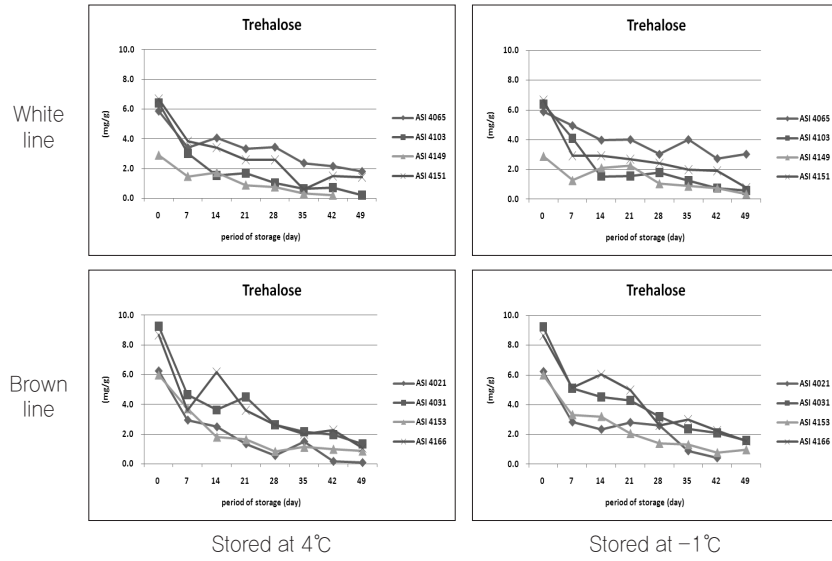 Trehalose
10.0
8.0
6.0
4.0
2.0
0.0
(mg/g)
0 7 14 21 28 35 42 49
period of storage (day)
ASI 4065
ASI 4103
ASI 4149
ASI 4151
Trehalose
10.0
8.0
6.0
4.0
2.0
0.0
(mg/g)
0 7 14 21 28 35 42 49
period of storage (day)
ASI 4065
ASI 4103
ASI 4149
ASI 4151
White
line
Trehalose
10.0
8.0
6.0
4.0
2.0
0.0
(mg/g)
0 7 14 21 28 35 42 49
period of storage (day)
ASI 4021
ASI 4031
ASI 4153
ASI 4166
Trehalose
10.0
8.0
6.0
4.0
2.0
0.0
(mg/g)
0 7 14 21 28 35 42 49
period of storage (day)
ASI 4021
ASI 4031
ASI 4153
ASI 4166
Brown
line
Stored at 4℃
Stored at −1℃